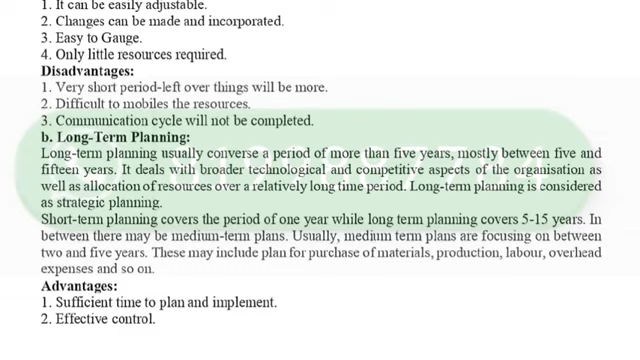 1. It can be easily adjustable.
2. Changes can be made and incorporated.
3. Easy to Gauge.
4. Only little resources required.
Disadvantages:
1. Very short period-left over things will be more.
2. Difficult to mobiles the resources.
3. Communication cycle will not be completed.
b. Long-Term Planning:
Long-term planning usually converse a period of more than five years, mostly between five and
fifteen years. It deals with broader technological and competitive aspects of the organisation as
well as allocation of resources over a relatively long time period. Long-term planning is considered
as strategic planning.
Short-term planning covers the period of one year while long term planning covers 5-15 years. In
between there may be medium-term plans. Usually, medium term plans are focusing on between
two and five years. These may include plan for purchase of materials, production, labour, overhead
expenses and so on.
Advantages:
1. Sufficient time to plan and implement.
2. Effective control.